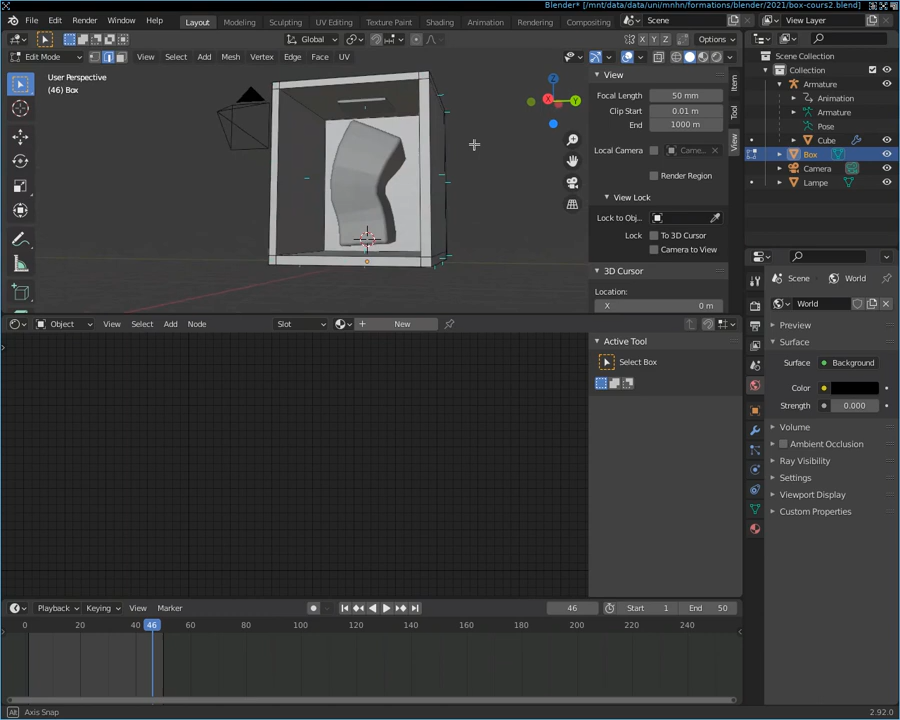 Blender* [/mnt/data/data/uni/mnhn/formations/blender/2021/box-cours2.blend]
File Edit Render Window Help Layout Modeling Sculpting UV Editing Texture Paint Shading Animation Rendering Compositing Scene View Layer
Global X Y Z Options
Edit Mode View Select Add Mesh Vertex Edge Face UV
User Perspective
(46) Box
Z
X Y
View
Focal Length 50 mm
Clip Start 0.01 m
End 1000 m
Local Camera Came...
Render Region
View Lock
Lock to Obj...
Lock To 3D Cursor
Camera to View
3D Cursor
Location:
X 0 m
Item
Tool
View
Scene Collection
Collection
Armature
Animation
Armature
Pose
Cube
Box
Camera
Lampe
Object View Select Add Node Slot New
Active Tool
Select Box
Scene World
World
Preview
Surface
Surface Background
Color
Strength 0.000
Volume
Ambient Occlusion
Ray Visibility
Settings
Viewport Display
Custom Properties
Playback Keying View Marker 46 Start 1 End 50
0 20 40 46 60 80 100 120 140 160 180 200 220 240
Alt Axis Snap 2.92.0